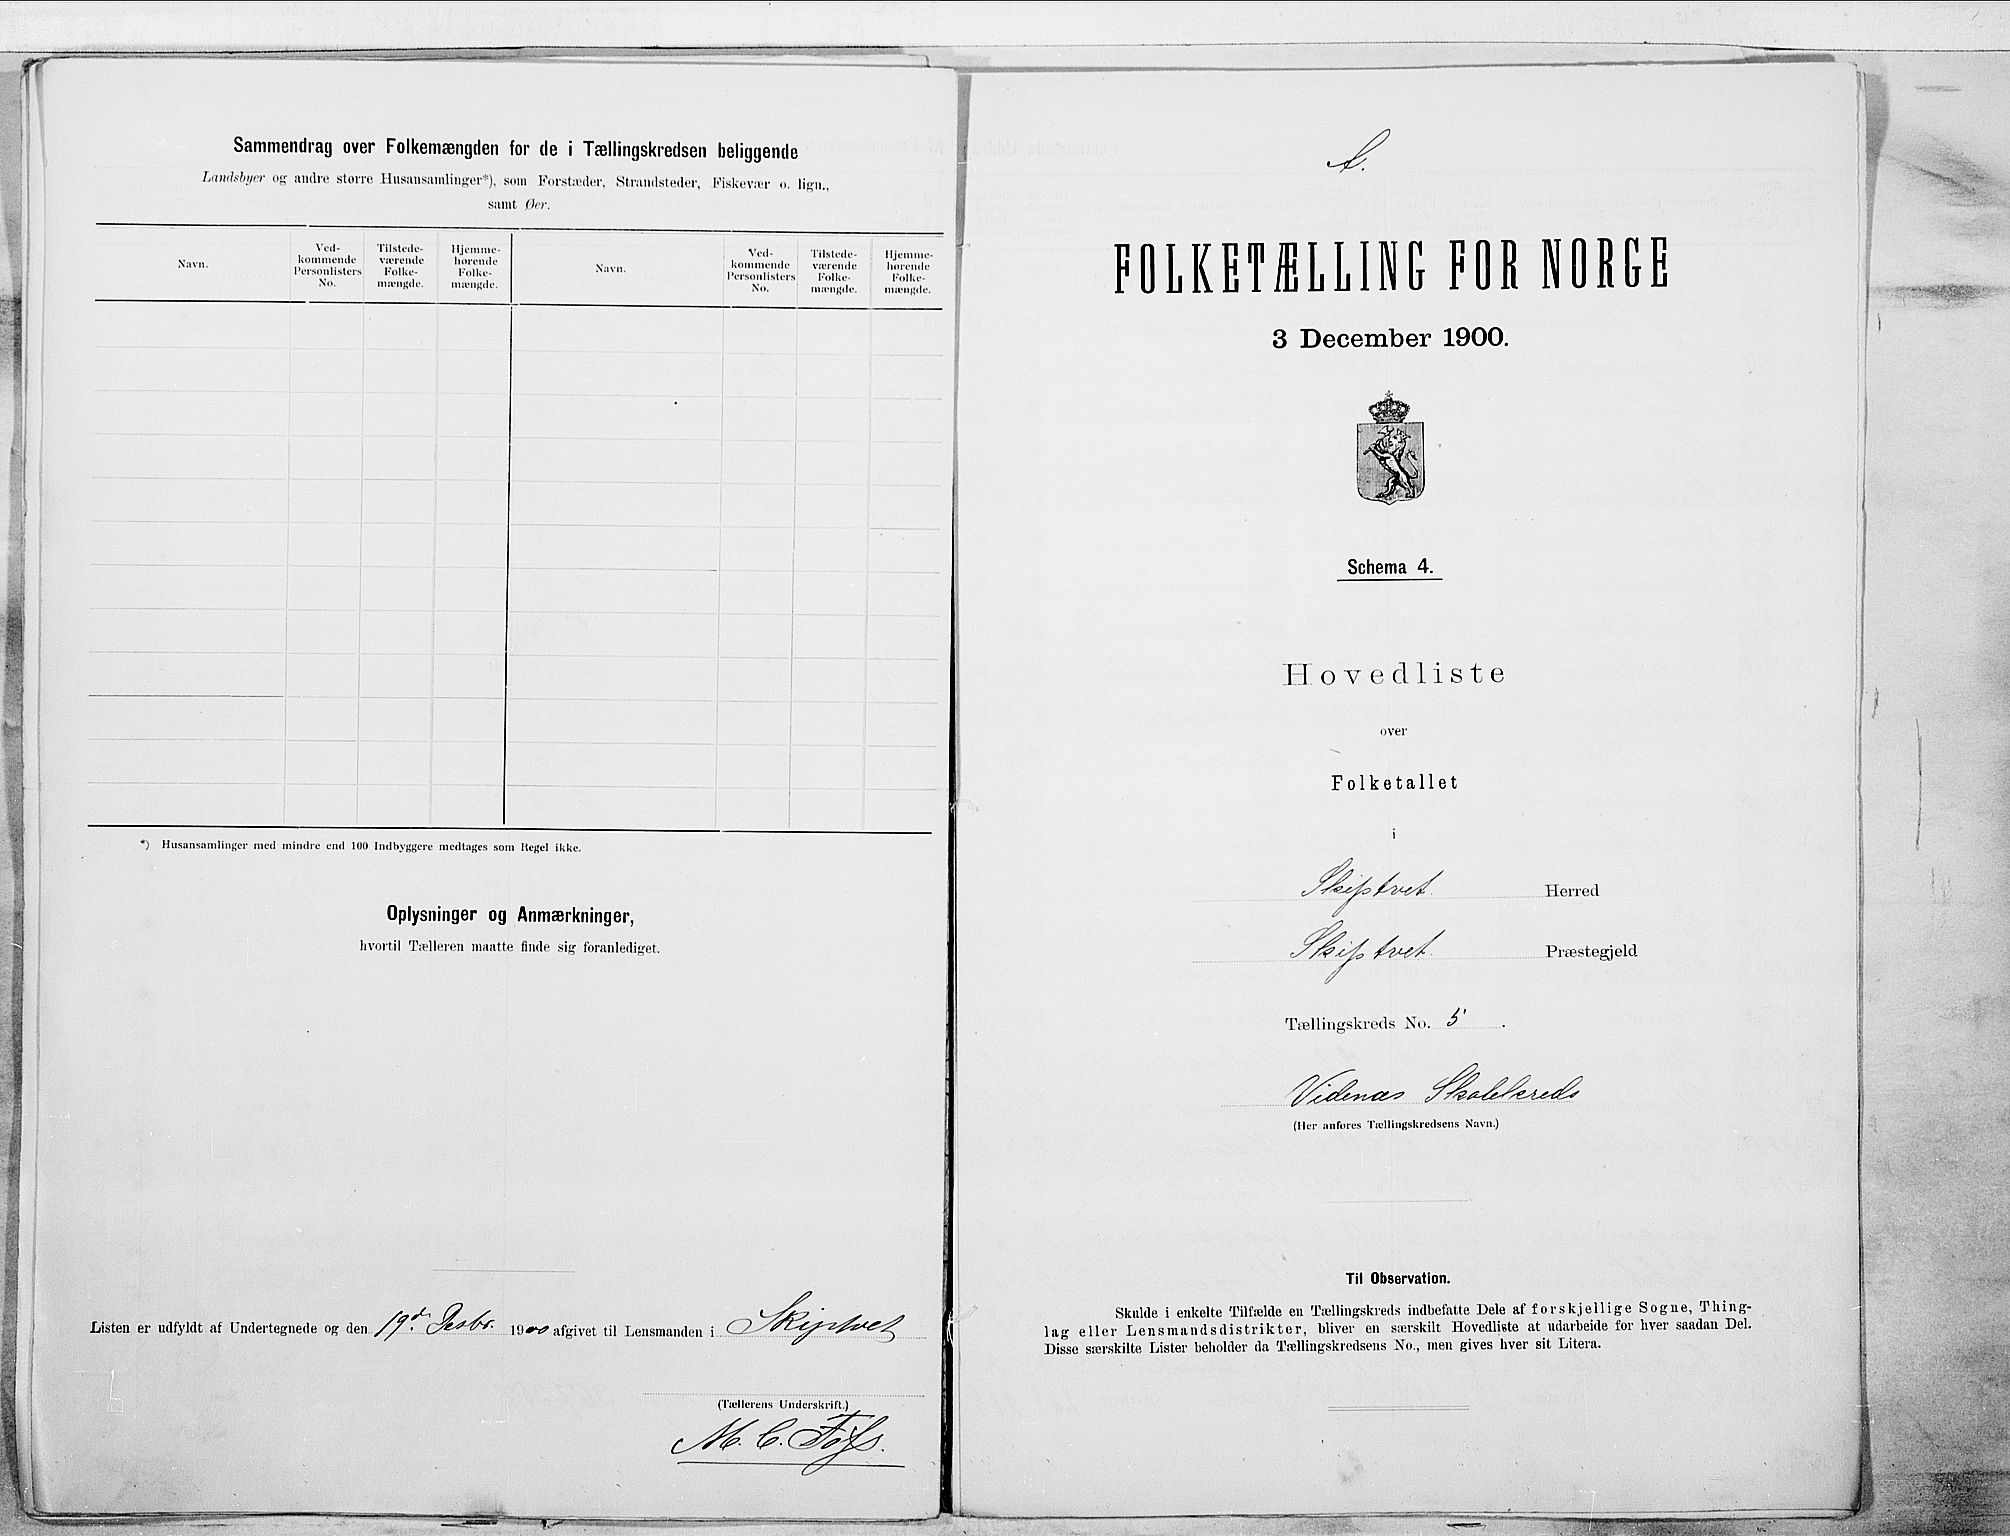 Sammendrag over Folkemængden for de i Tællingskredsen beliggende
Landsbyer og andre større Husansamlinger*), som Forstæder, Strandsteder, Fiskevær o. lign.,
samt Øer.
Navn.
Ved-
kommende
Personlisters
No.
Tilstede-
værende
Folke-
mængde.
Hjemme-
hørende
Folke-
mængde.
Navn.
Ved-
kommende
Personlisters
No.
Tilstede-
værende
Folke-
mængde.
Hjemme-
hørende
Folke-
mængde.
*) Husansamlinger med mindre end 100 Indbyggere medtages som Regel ikke.
Oplysninger og Anmærkninger,
hvortil Tælleren maatte finde sig foranlediget.
Listen er udfyldt af Undertegnede og den 19de Desbr. 1900 afgivet til Lensmanden i Skiptvet
(Tællerens Underskrift.)
M. C.
A.
FOLKETÆLLING FOR NORGE
3 December 1900.
Schema 4.
Hovedliste
over
Folketallet
i
Skiptvet Herred
Skiptvet Præstegjeld
Tællingskreds No. 5.
Videnæs Skolekreds
(Her anføres Tællingskredsens Navn.)
Til Observation.
Skulde i enkelte Tilfælde en Tællingskreds indbefatte Dele af forskjellige Sogne, Thing-
lag eller Lensmandsdistrikter, bliver en særskilt Hovedliste at udarbeide for hver saadan Del.
Disse særskilte Lister beholder da Tællingskredsens No., men gives hver sit Litera.